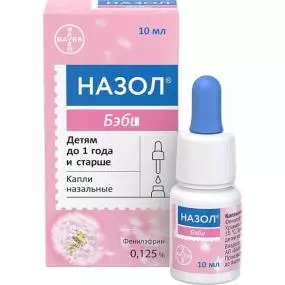 BAYER
10 мл
НАЗОЛ®
Бэби
Детям
до 1 года
и старше
Капли
назальные
Фенилэфрин
0,125%
НАЗОЛ®
Бэби
10 мл